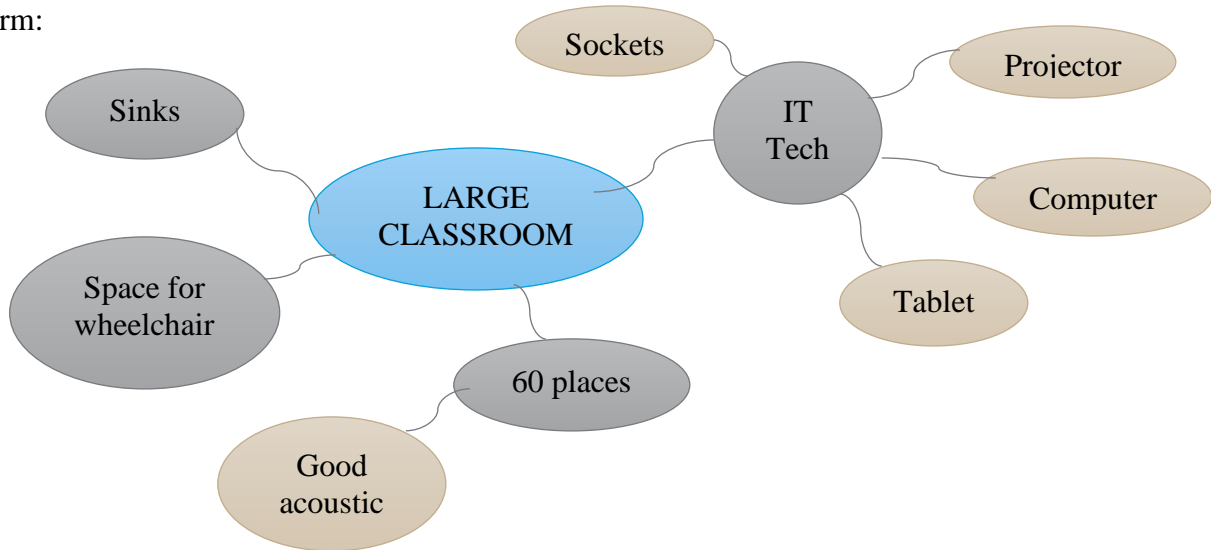 rm:
Sockets
Projector
Sinks
IT
Tech
LARGE
CLASSROOM
Computer
Space for
wheelchair
Tablet
60 places
Good
acoustic